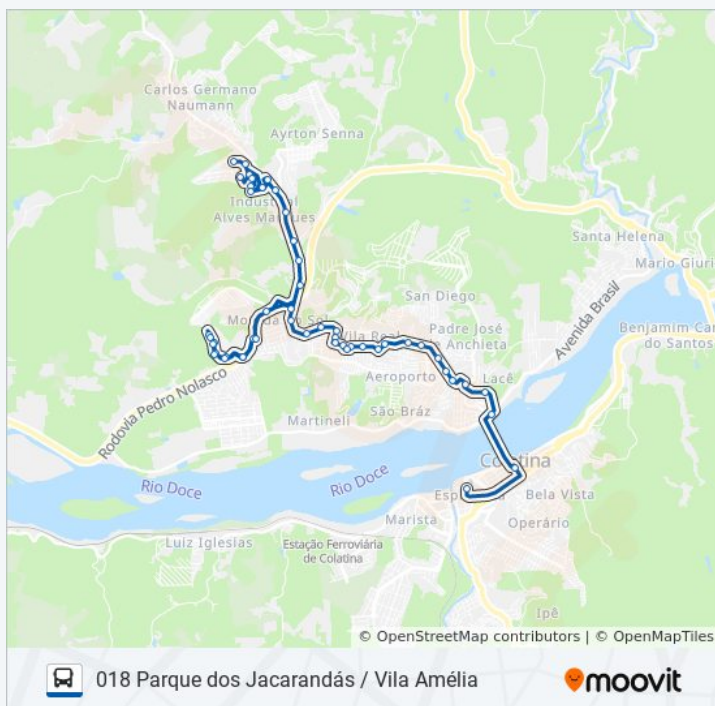 Carlos Germano
Naumann
Ayrton Senna
Industrial
Alves Marques
Santa Helena
Mario Giuri
San Diego
Avenida Brasil
Padre José
Anchieta
Benjamim Ca
do Santos
Vila Real
Aeroporto
Lacê
São Bráz
Rodovia Pedro Nolasco
Martineli
Rio Doce
Rio Doce
Bela Vista
Marista
Operário
Luiz Iglesias
Estação Ferroviária
de Colatina
Ipê
© OpenStreetMap contributors | © OpenMapTiles
018 Parque dos Jacarandás / Vila Amélia
moovit